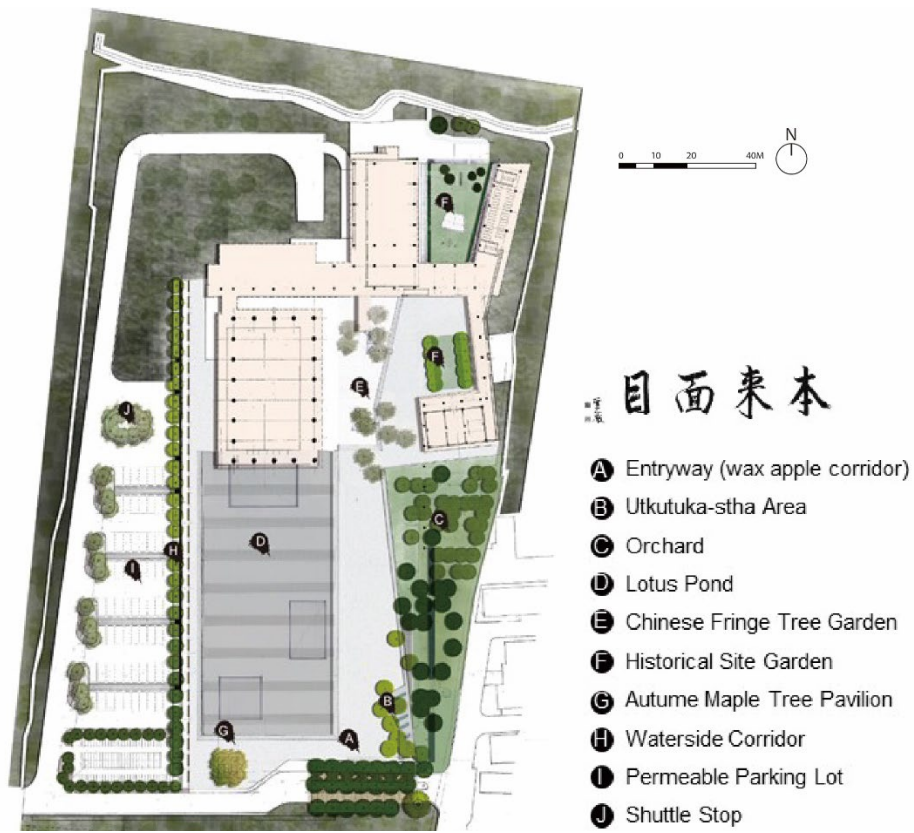 N
0 10 20 40M
F
F
E
J
C
D
H
I
B
G
A
目面来本
A Entryway (wax apple corridor)
B Utkutuka-stha Area
C Orchard
D Lotus Pond
E Chinese Fringe Tree Garden
F Historical Site Garden
G Autume Maple Tree Pavilion
H Waterside Corridor
I Permeable Parking Lot
J Shuttle Stop